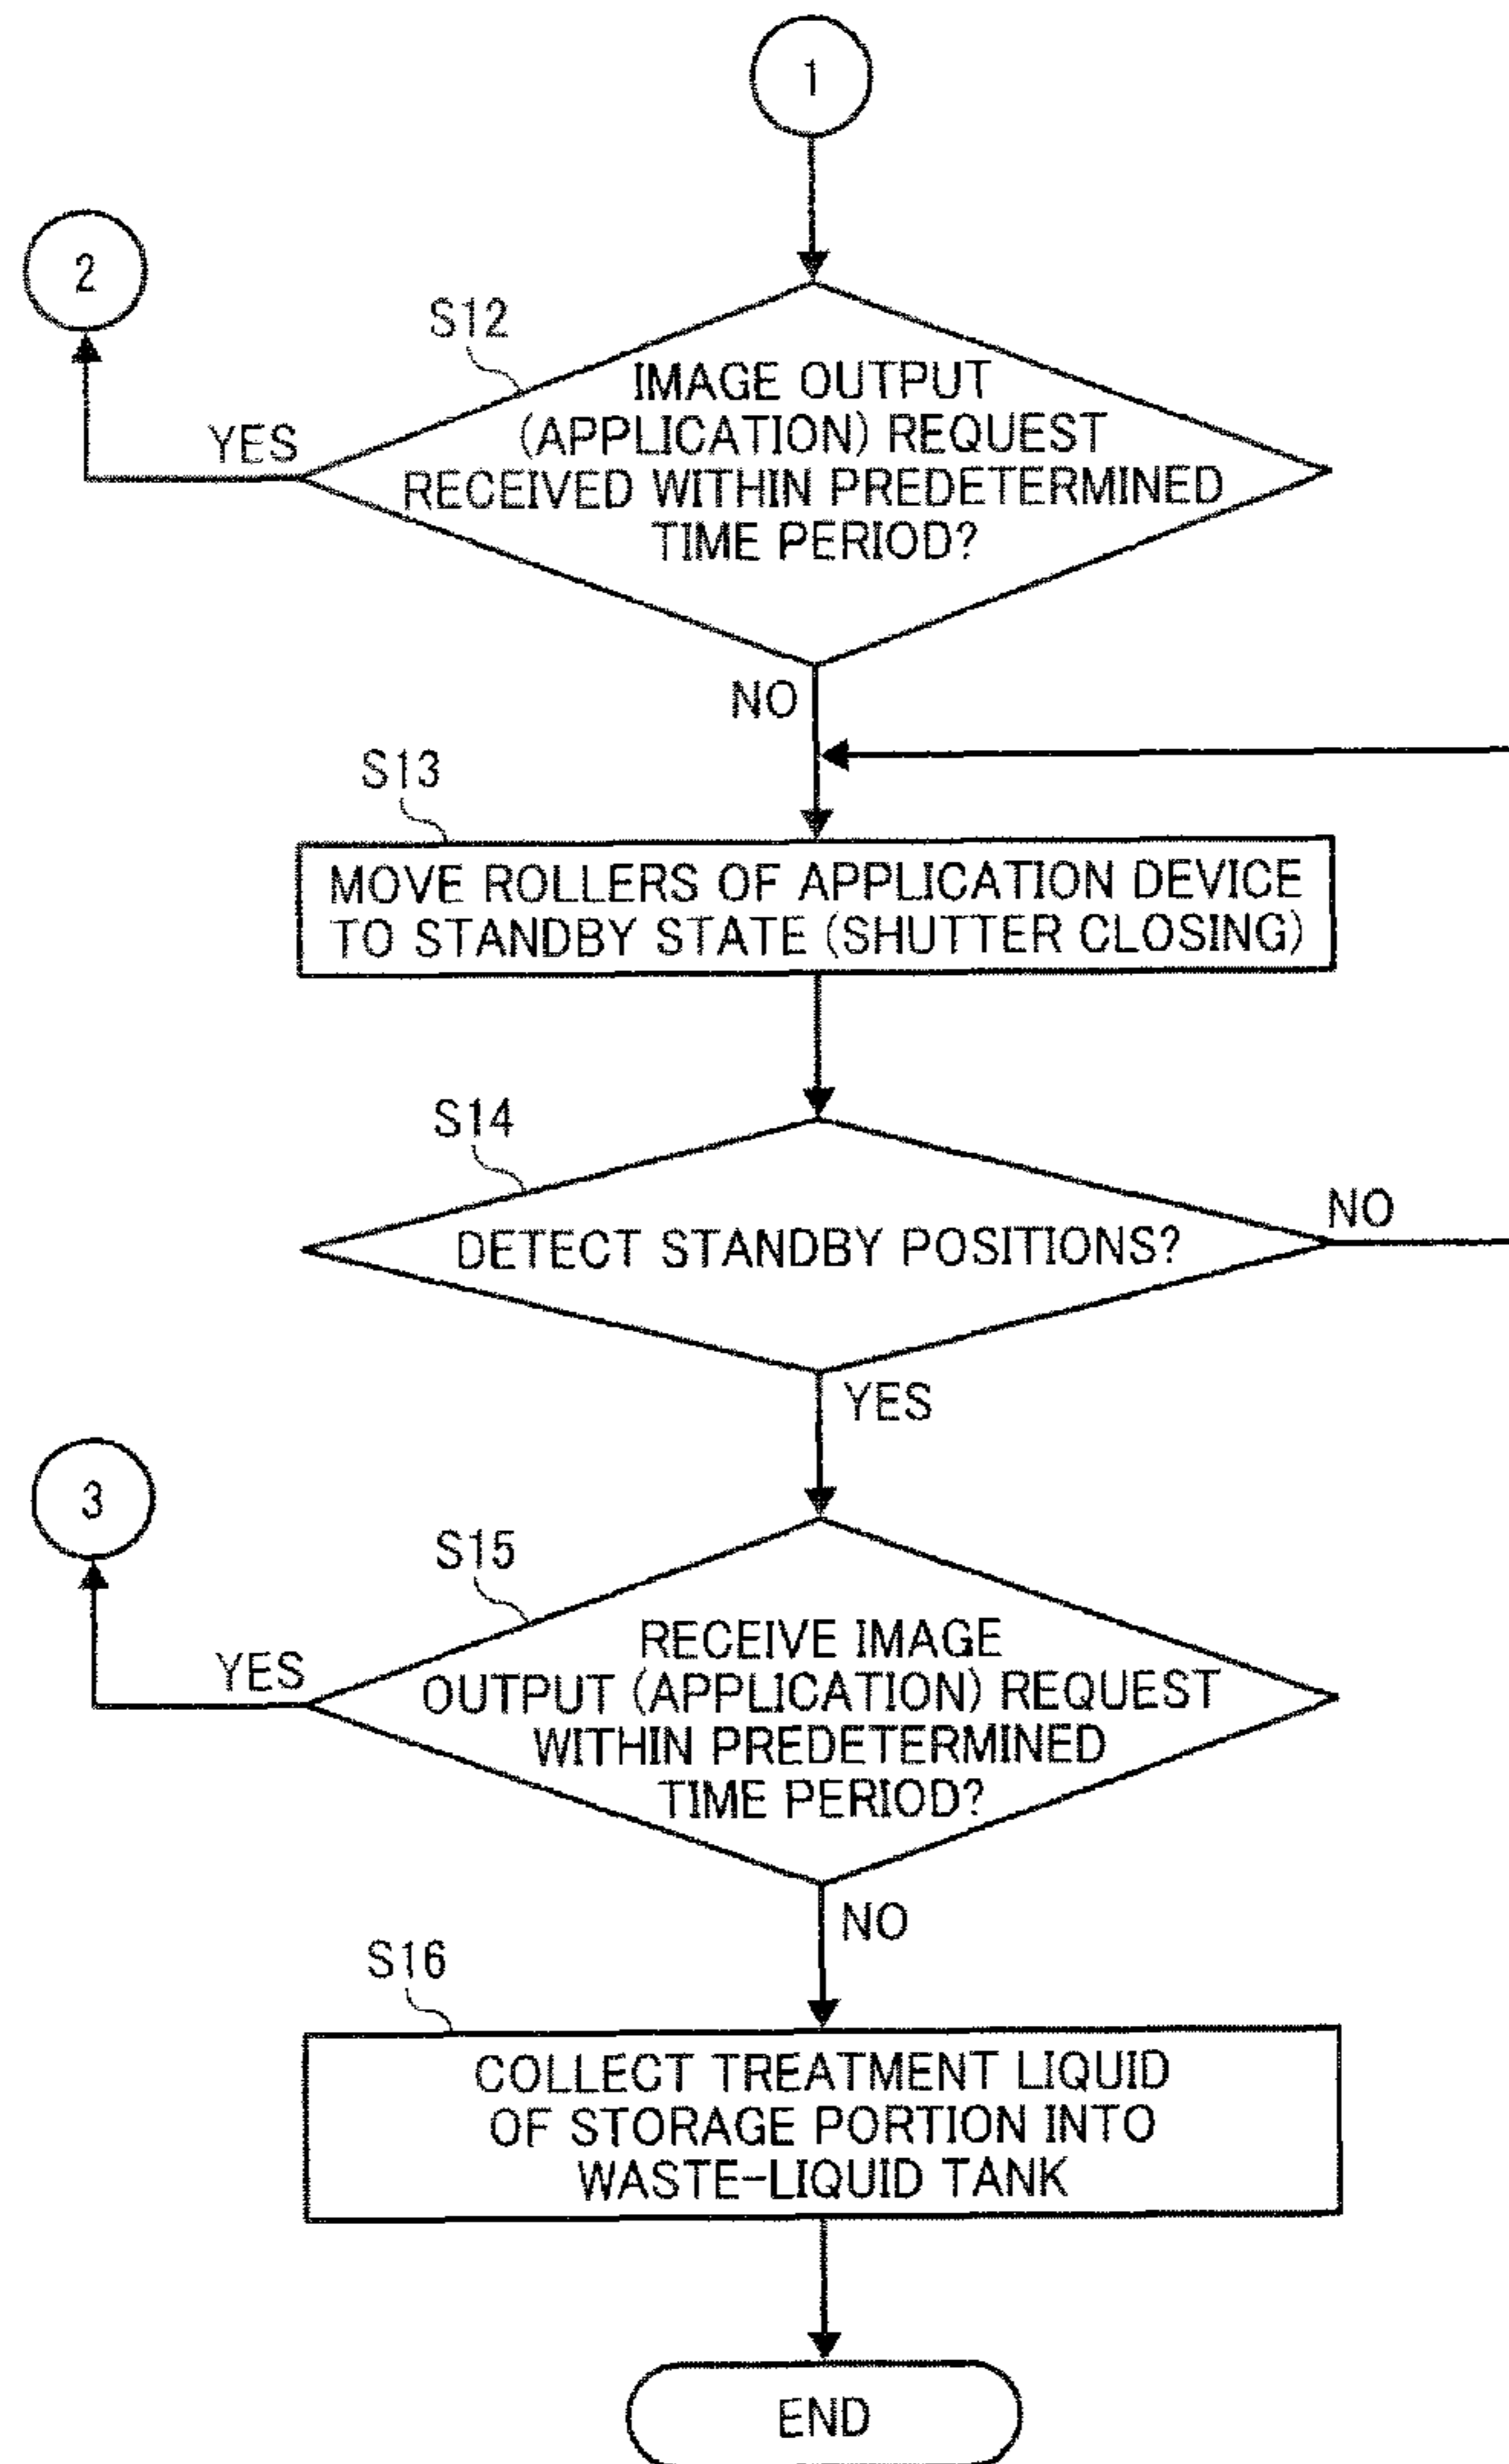 1
2
S12
IMAGE OUTPUT
(APPLICATION) REQUEST
RECEIVED WITHIN PREDETERMINED
TIME PERIOD?
YES
NO
S13
MOVE ROLLERS OF APPLICATION DEVICE
TO STANDBY STATE (SHUTTER CLOSING)
S14
DETECT STANDBY POSITIONS?
NO
YES
3
S15
RECEIVE IMAGE
OUTPUT (APPLICATION) REQUEST
WITHIN PREDETERMINED
TIME PERIOD?
YES
NO
S16
COLLECT TREATMENT LIQUID
OF STORAGE PORTION INTO
WASTE-LIQUID TANK
END